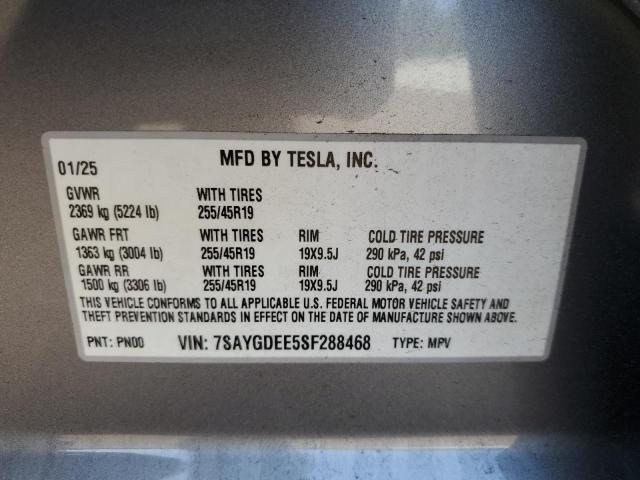 01/25 MFD BY TESLA, INC.
GVWR WITH TIRES
2369 kg (5224 lb) 255/45R19
GAWR FRT WITH TIRES RIM COLD TIRE PRESSURE
1363 kg (3004 lb) 255/45R19 19X9.5J 290 kPa, 42 psi
GAWR RR WITH TIRES RIM COLD TIRE PRESSURE
1500 kg (3306 lb) 255/45R19 19X9.5J 290 kPa, 42 psi
THIS VEHICLE CONFORMS TO ALL APPLICABLE U.S. FEDERAL MOTOR VEHICLE SAFETY AND
THEFT PREVENTION STANDARDS IN EFFECT ON THE DATE OF MANUFACTURE SHOWN ABOVE.
PNT: PN00 VIN: 7SAYGDEE5SF288468 TYPE: MPV